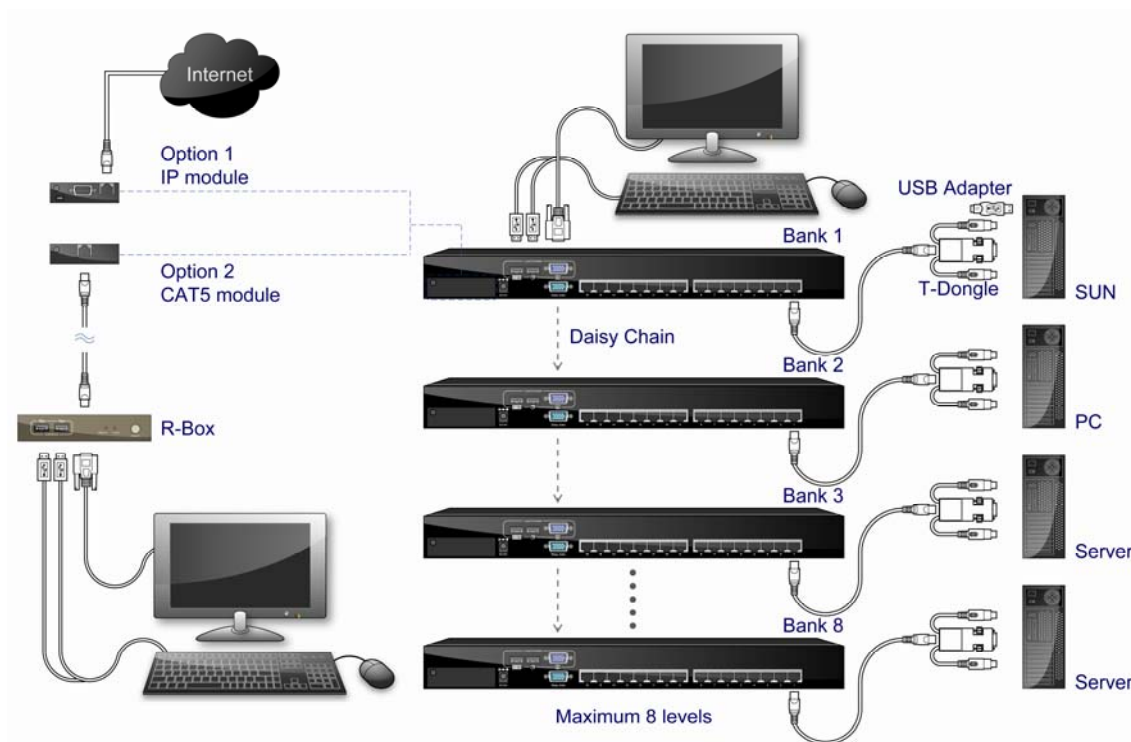 Internet
Option 1
IP module
Option 2
CAT5 module
R-Box
Bank 1
USB Adapter
T-Dongle
SUN
Daisy Chain
Bank 2
PC
Bank 3
Server
Bank 8
Server
Maximum 8 levels